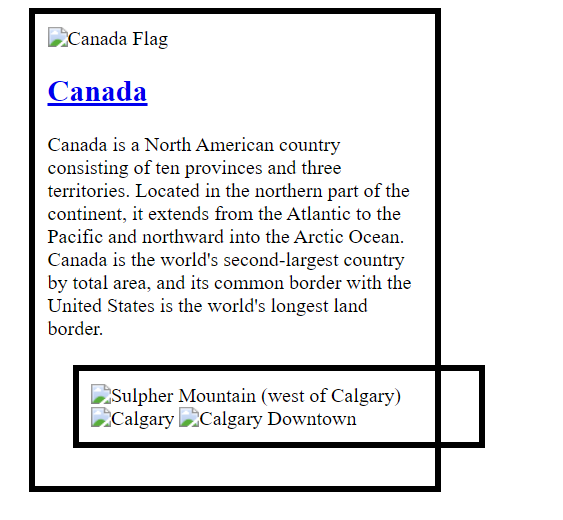 Canada Flag
Canada
Canada is a North American country
consisting of ten provinces and three
territories. Located in the northern part of the
continent, it extends from the Atlantic to the
Pacific and northward into the Arctic Ocean.
Canada is the world's second-largest country
by total area, and its common border with the
United States is the world's longest land
border.
Sulpher Mountain (west of Calgary)
Calgary Calgary Downtown